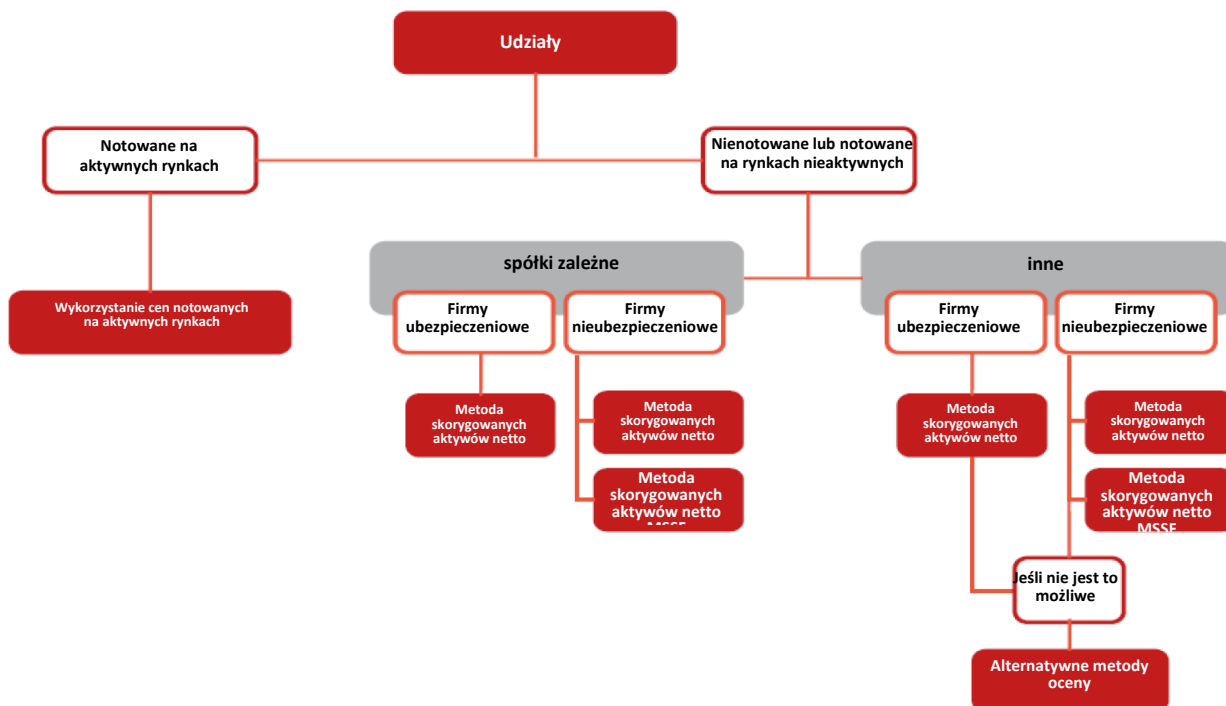 Udziały
Notowane na
aktywnych rynkach
Nienotowane lub notowane
na rynkach nieaktywnych
Wykorzystanie cen notowanych
na aktywnych rynkach
spółki zależne
Firmy
ubezpieczeniowe
Firmy
nieubezpieczeniowe
Metoda
skorygowanych
aktywów netto
Metoda
skorygowanych
aktywów netto
Metoda
skorygowanych
aktywów netto
MSSF
inne
Firmy
ubezpieczeniowe
Firmy
nieubezpieczeniowe
Metoda
skorygowanych
aktywów netto
Metoda
skorygowanych
aktywów netto
Metoda
skorygowanych
aktywów netto
MSSF
Jeśli nie jest to
możliwe
Alternatywne metody
oceny